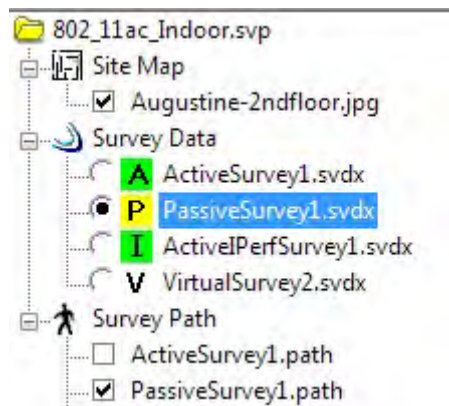 802_11ac_Indoor.svp
Site Map
Augustine-2ndfloor.jpg
Survey Data
A ActiveSurvey1.svdx
P PassiveSurvey1.svdx
I ActiveIPerfSurvey1.svdx
V VirtualSurvey2.svdx
Survey Path
ActiveSurvey1.path
PassiveSurvey1.path